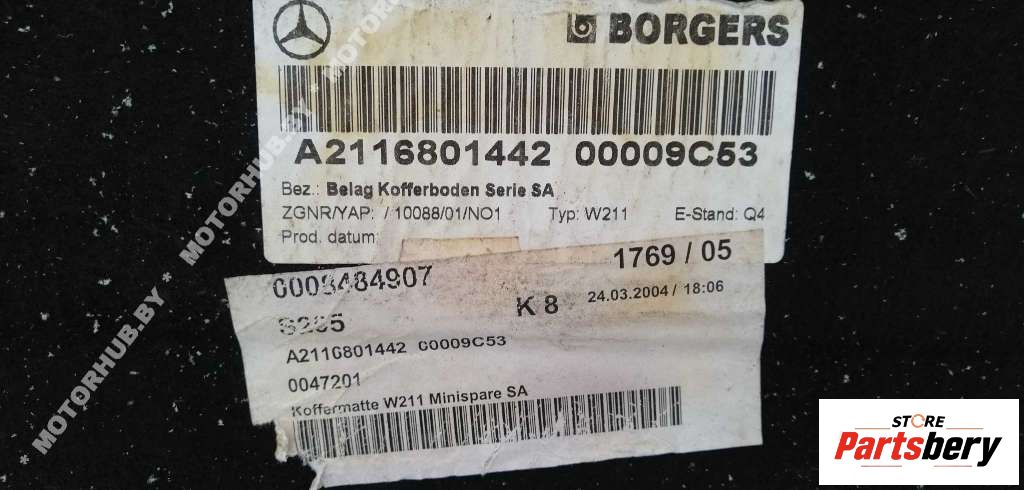 BORGERS
A2116801442 00009C53
Bez.: Belag Kofferboden Serie SA
ZGNR/YAP: / 10088/01/NO1 Typ: W211 E-Stand: Q4
Prod. datum
1769 / 05
K 8 24.03.2004 / 18:06
A2116801442 00009C53
0047201
Koffermatte W211 Minispare SA
MOTORHUB.BY * MOTORHUB.BY * MOTORHUB.BY
STORE
Partsbery